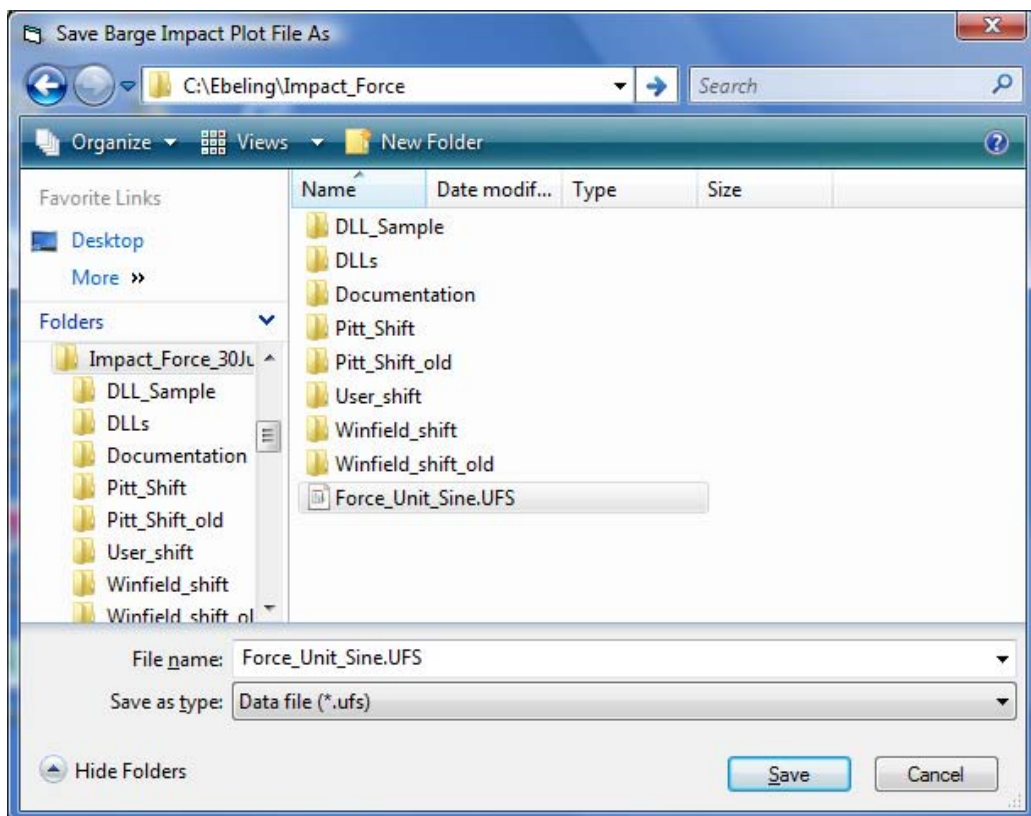 Save Barge Impact Plot File As
C:\Ebeling\Impact_Force
Search
Organize Views New Folder
Favorite Links
Desktop
More »
Folders
Impact_Force_30Ju
DLL_Sample
DLLs
Documentation
Pitt_Shift
Pitt_Shift_old
User_shift
Winfield_shift
Winfield_shift_ol
Name Date modif... Type Size
DLL_Sample
DLLs
Documentation
Pitt_Shift
Pitt_Shift_old
User_shift
Winfield_shift
Winfield_shift_old
Force_Unit_Sine.UFS
File name: Force_Unit_Sine.UFS
Save as type: Data file (*.ufs)
Hide Folders
Save Cancel